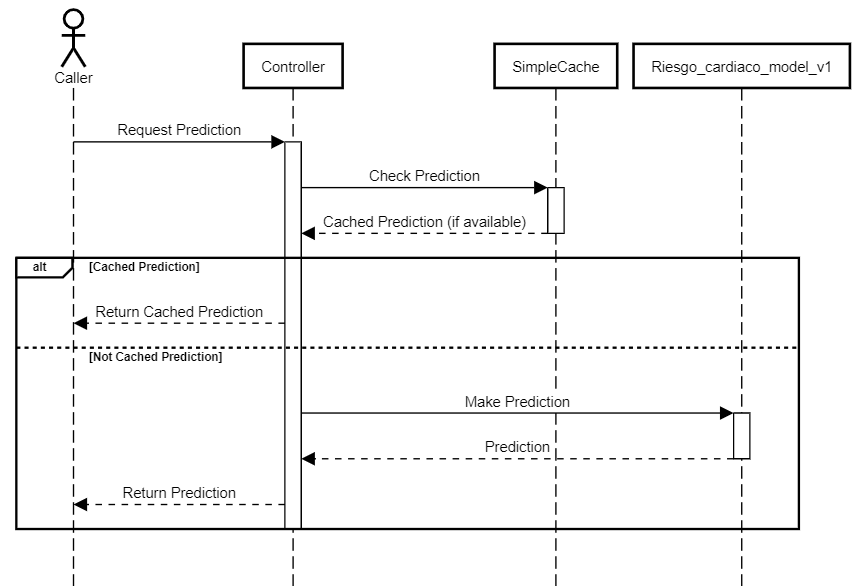 Caller
Controller
SimpleCache
Riesgo_cardiaco_model_v1
Request Prediction
Check Prediction
Cached Prediction (if available)
alt
[Cached Prediction]
Return Cached Prediction
[Not Cached Prediction]
Make Prediction
Prediction
Return Prediction